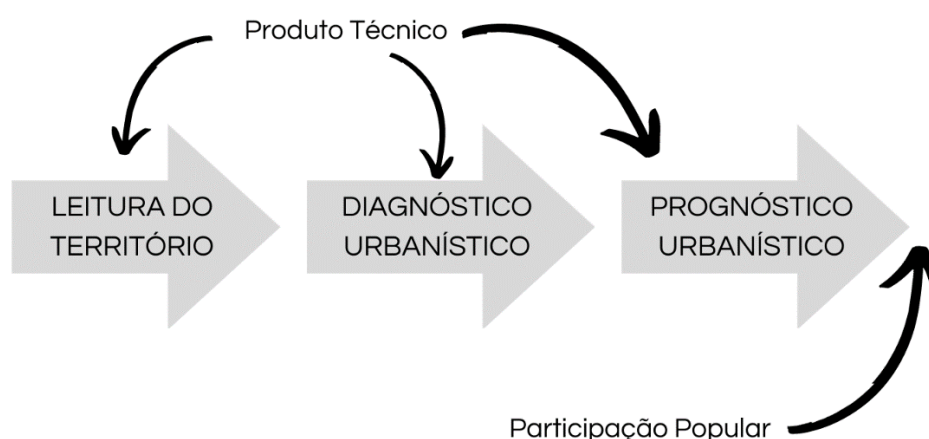 Produto Técnico
LEITURA DO
TERRITÓRIO
DIAGNÓSTICO
URBANÍSTICO
PROGNÓSTICO
URBANÍSTICO
Participação Popular